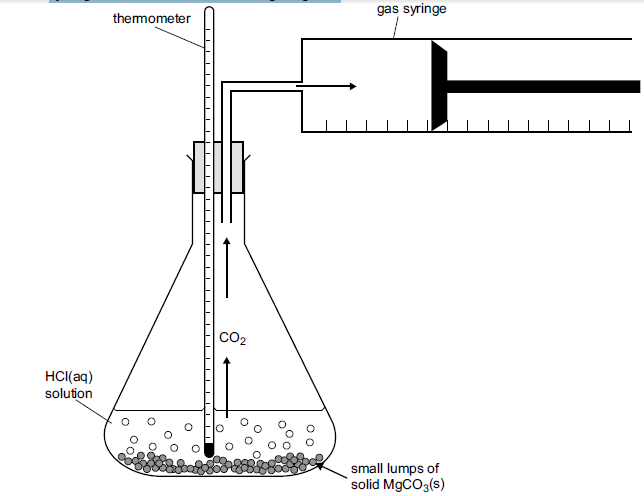 thermometer
gas syringe
CO₂
HCl(aq)
solution
small lumps of
solid MgCO₃(s)